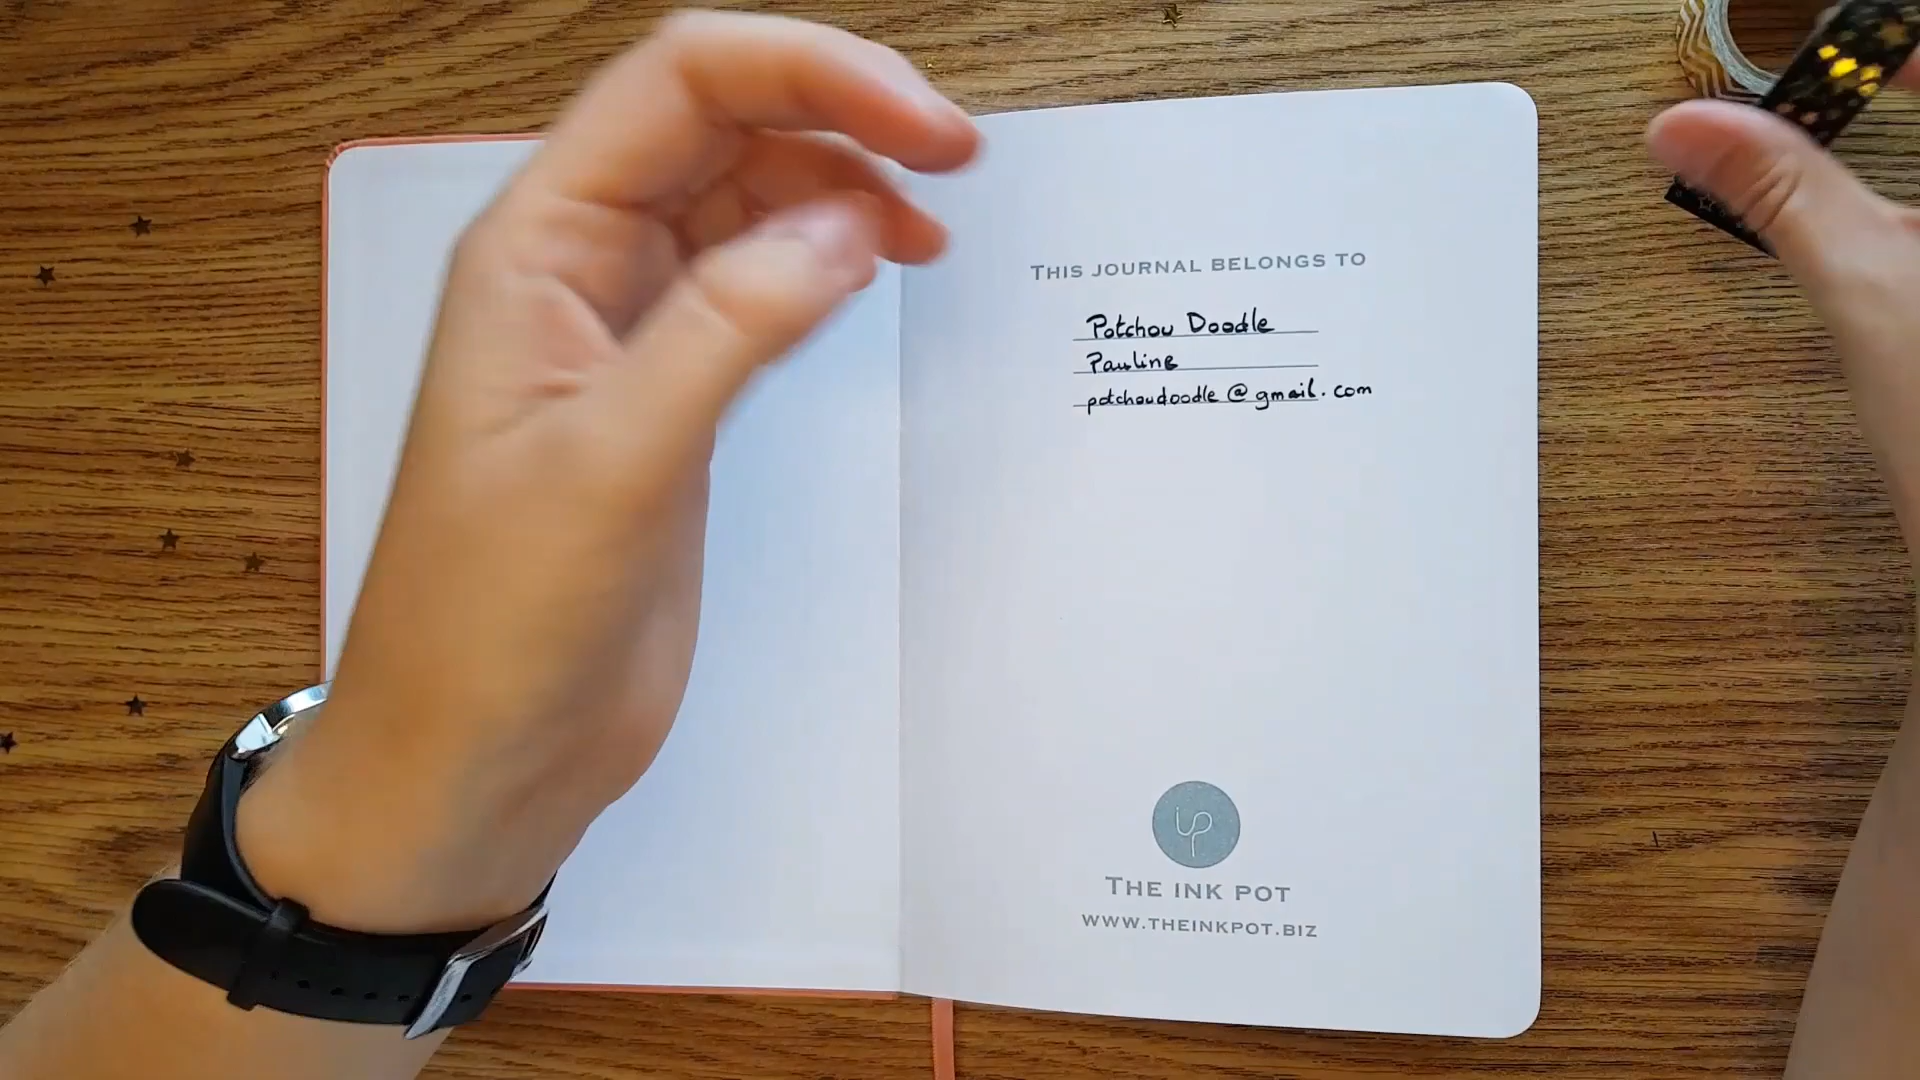 THIS JOURNAL BELONGS TO
Potchou Doodle
Pauline
potchoudoodle@gmail.com
THE INK POT
WWW.THEINKPOT.BIZ